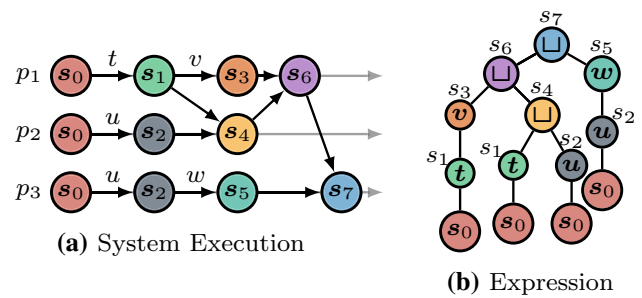 t v
p1 s0 s1 s3 s6
u
p2 s0 s2 s4
u w
p3 s0 s2 s5 s7
(a) System Execution
s7
⊔
s6 s5
⊔ w
s3 s4 s2
v ⊔ u
s1 s1 s2
t t u s0
s0 s0 s0
(b) Expression